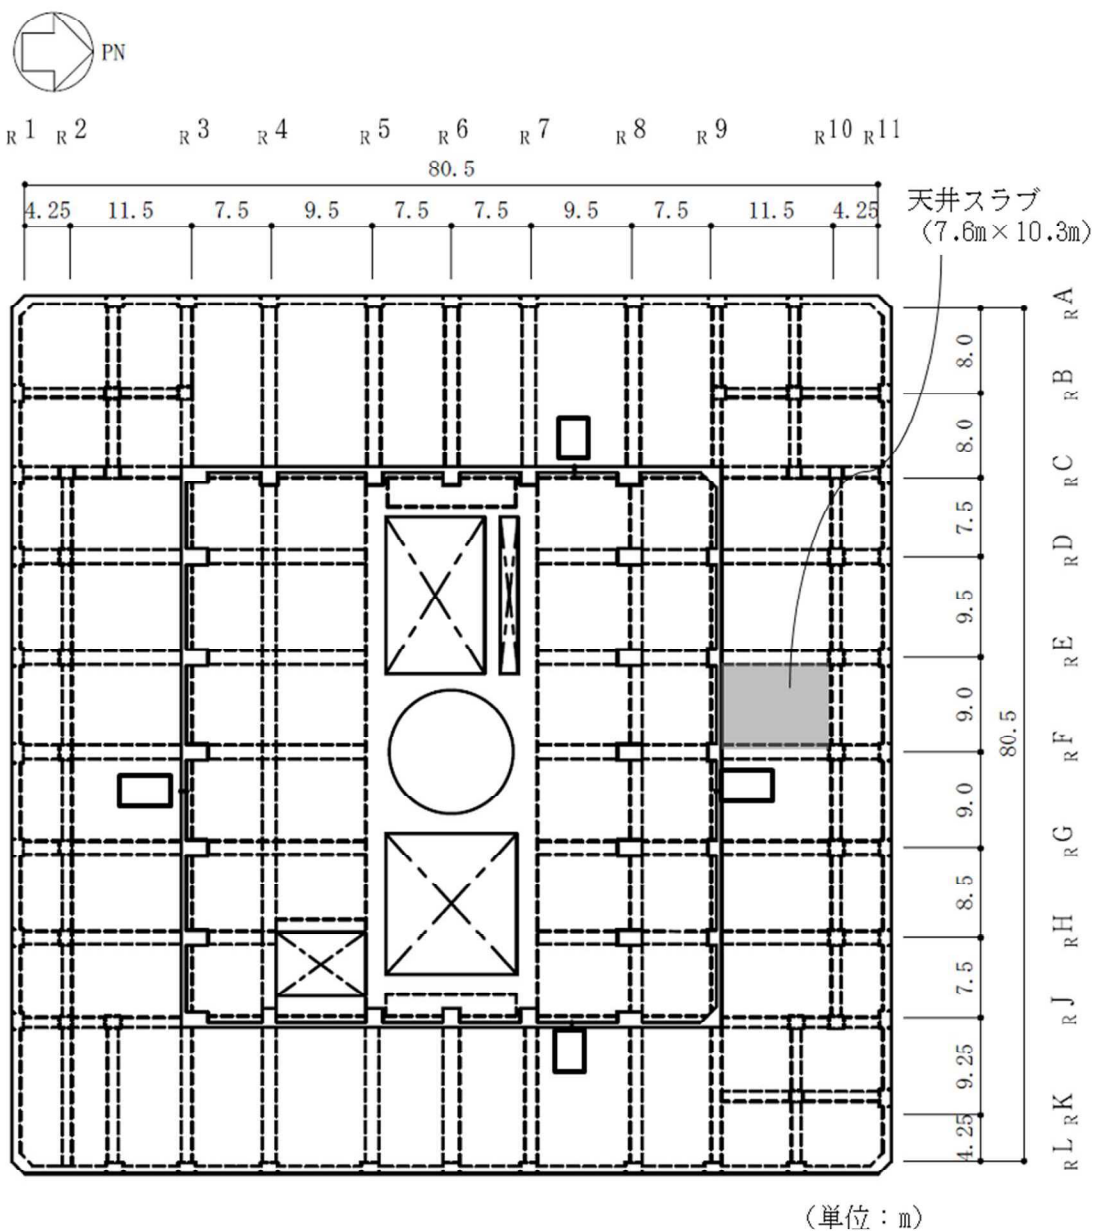 PN
R1 R2 R3 R4 R5 R6 R7 R8 R9 R10 R11
80.5
4.25 11.5 7.5 9.5 7.5 7.5 9.5 7.5 11.5 4.25
天井スラブ
(7.6m×10.3m)
RA
8.0
RB
8.0
RC
7.5
RD
9.5
RE
9.0
RF
80.5
9.0
RG
8.5
RH
7.5
RJ
9.25
RK
4.25
RL
(単位:m)